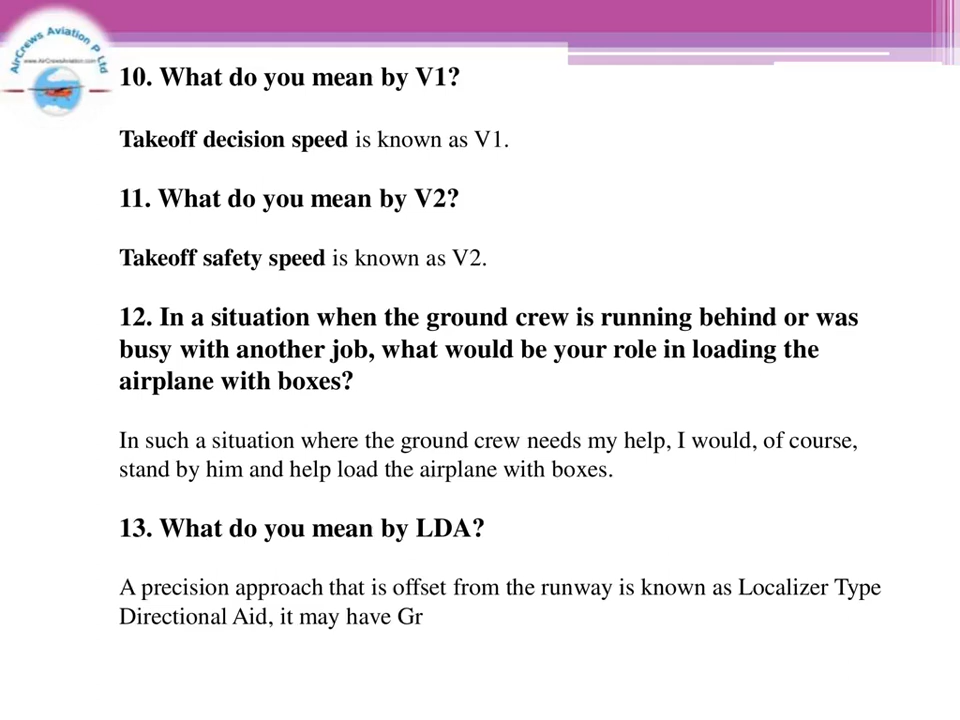 AirCrews Aviation P Ltd
www.AirCrewsAviation.com
10. What do you mean by V1?
Takeoff decision speed is known as V1.
11. What do you mean by V2?
Takeoff safety speed is known as V2.
12. In a situation when the ground crew is running behind or was
busy with another job, what would be your role in loading the
airplane with boxes?
In such a situation where the ground crew needs my help, I would, of course,
stand by him and help load the airplane with boxes.
13. What do you mean by LDA?
A precision approach that is offset from the runway is known as Localizer Type
Directional Aid, it may have Gr